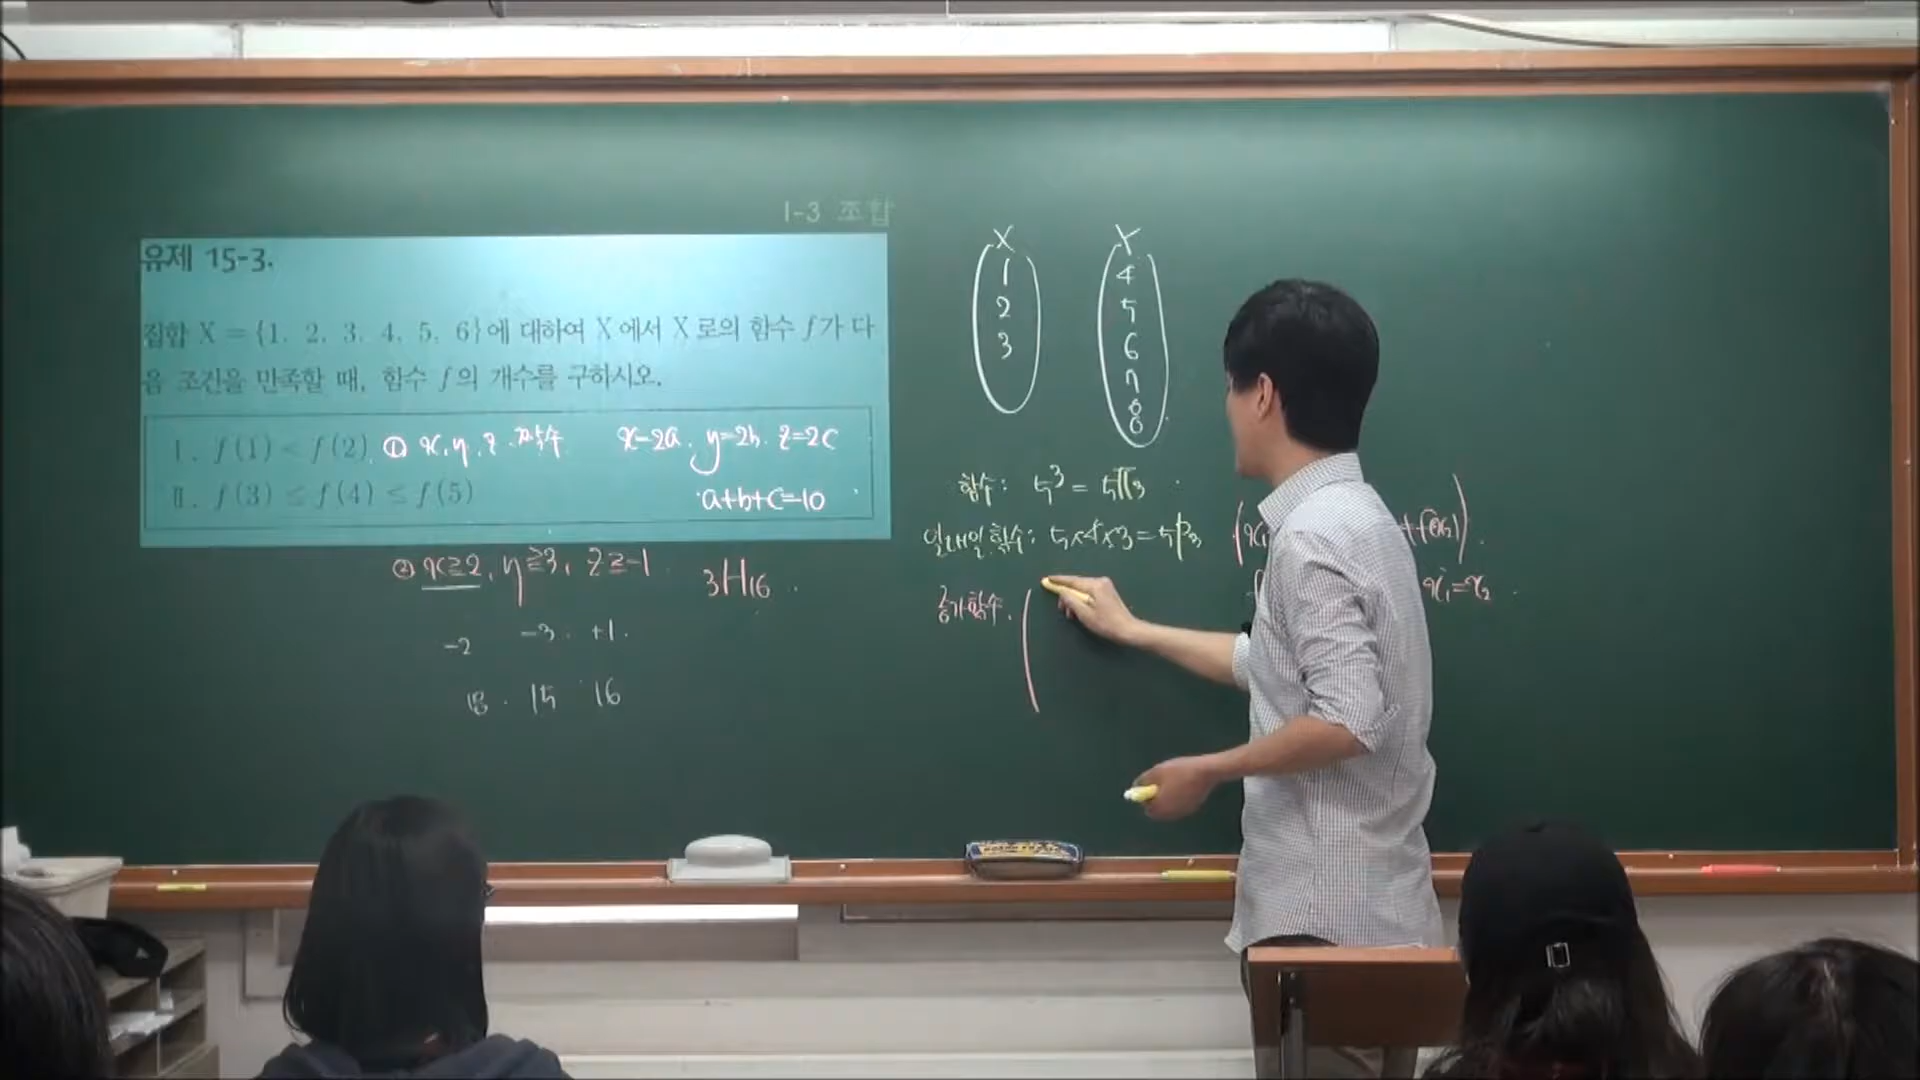 I-3 조합
유제 15-3.
집합 X = {1, 2, 3, 4, 5, 6}에 대하여 X에서 X로의 함수 f가 다
음 조건을 만족할 때, 함수 f의 개수를 구하시오.
I. f(1) < f(2)
II. f(3) ≤ f(4) ≤ f(5)
① x, y, z. 짝수 x=2a. y=2b. z=2c
a+b+c=10
② x≥2, y≥3, z≥-1 3H16
-2 -3 +1
18. 15 16
X
1
2
3
Y
4
5
6
7
8
함수: 5³ = 5Π3
일대일 함수: 5×4×3 = 5P3
증가함수.
x₁=x₂